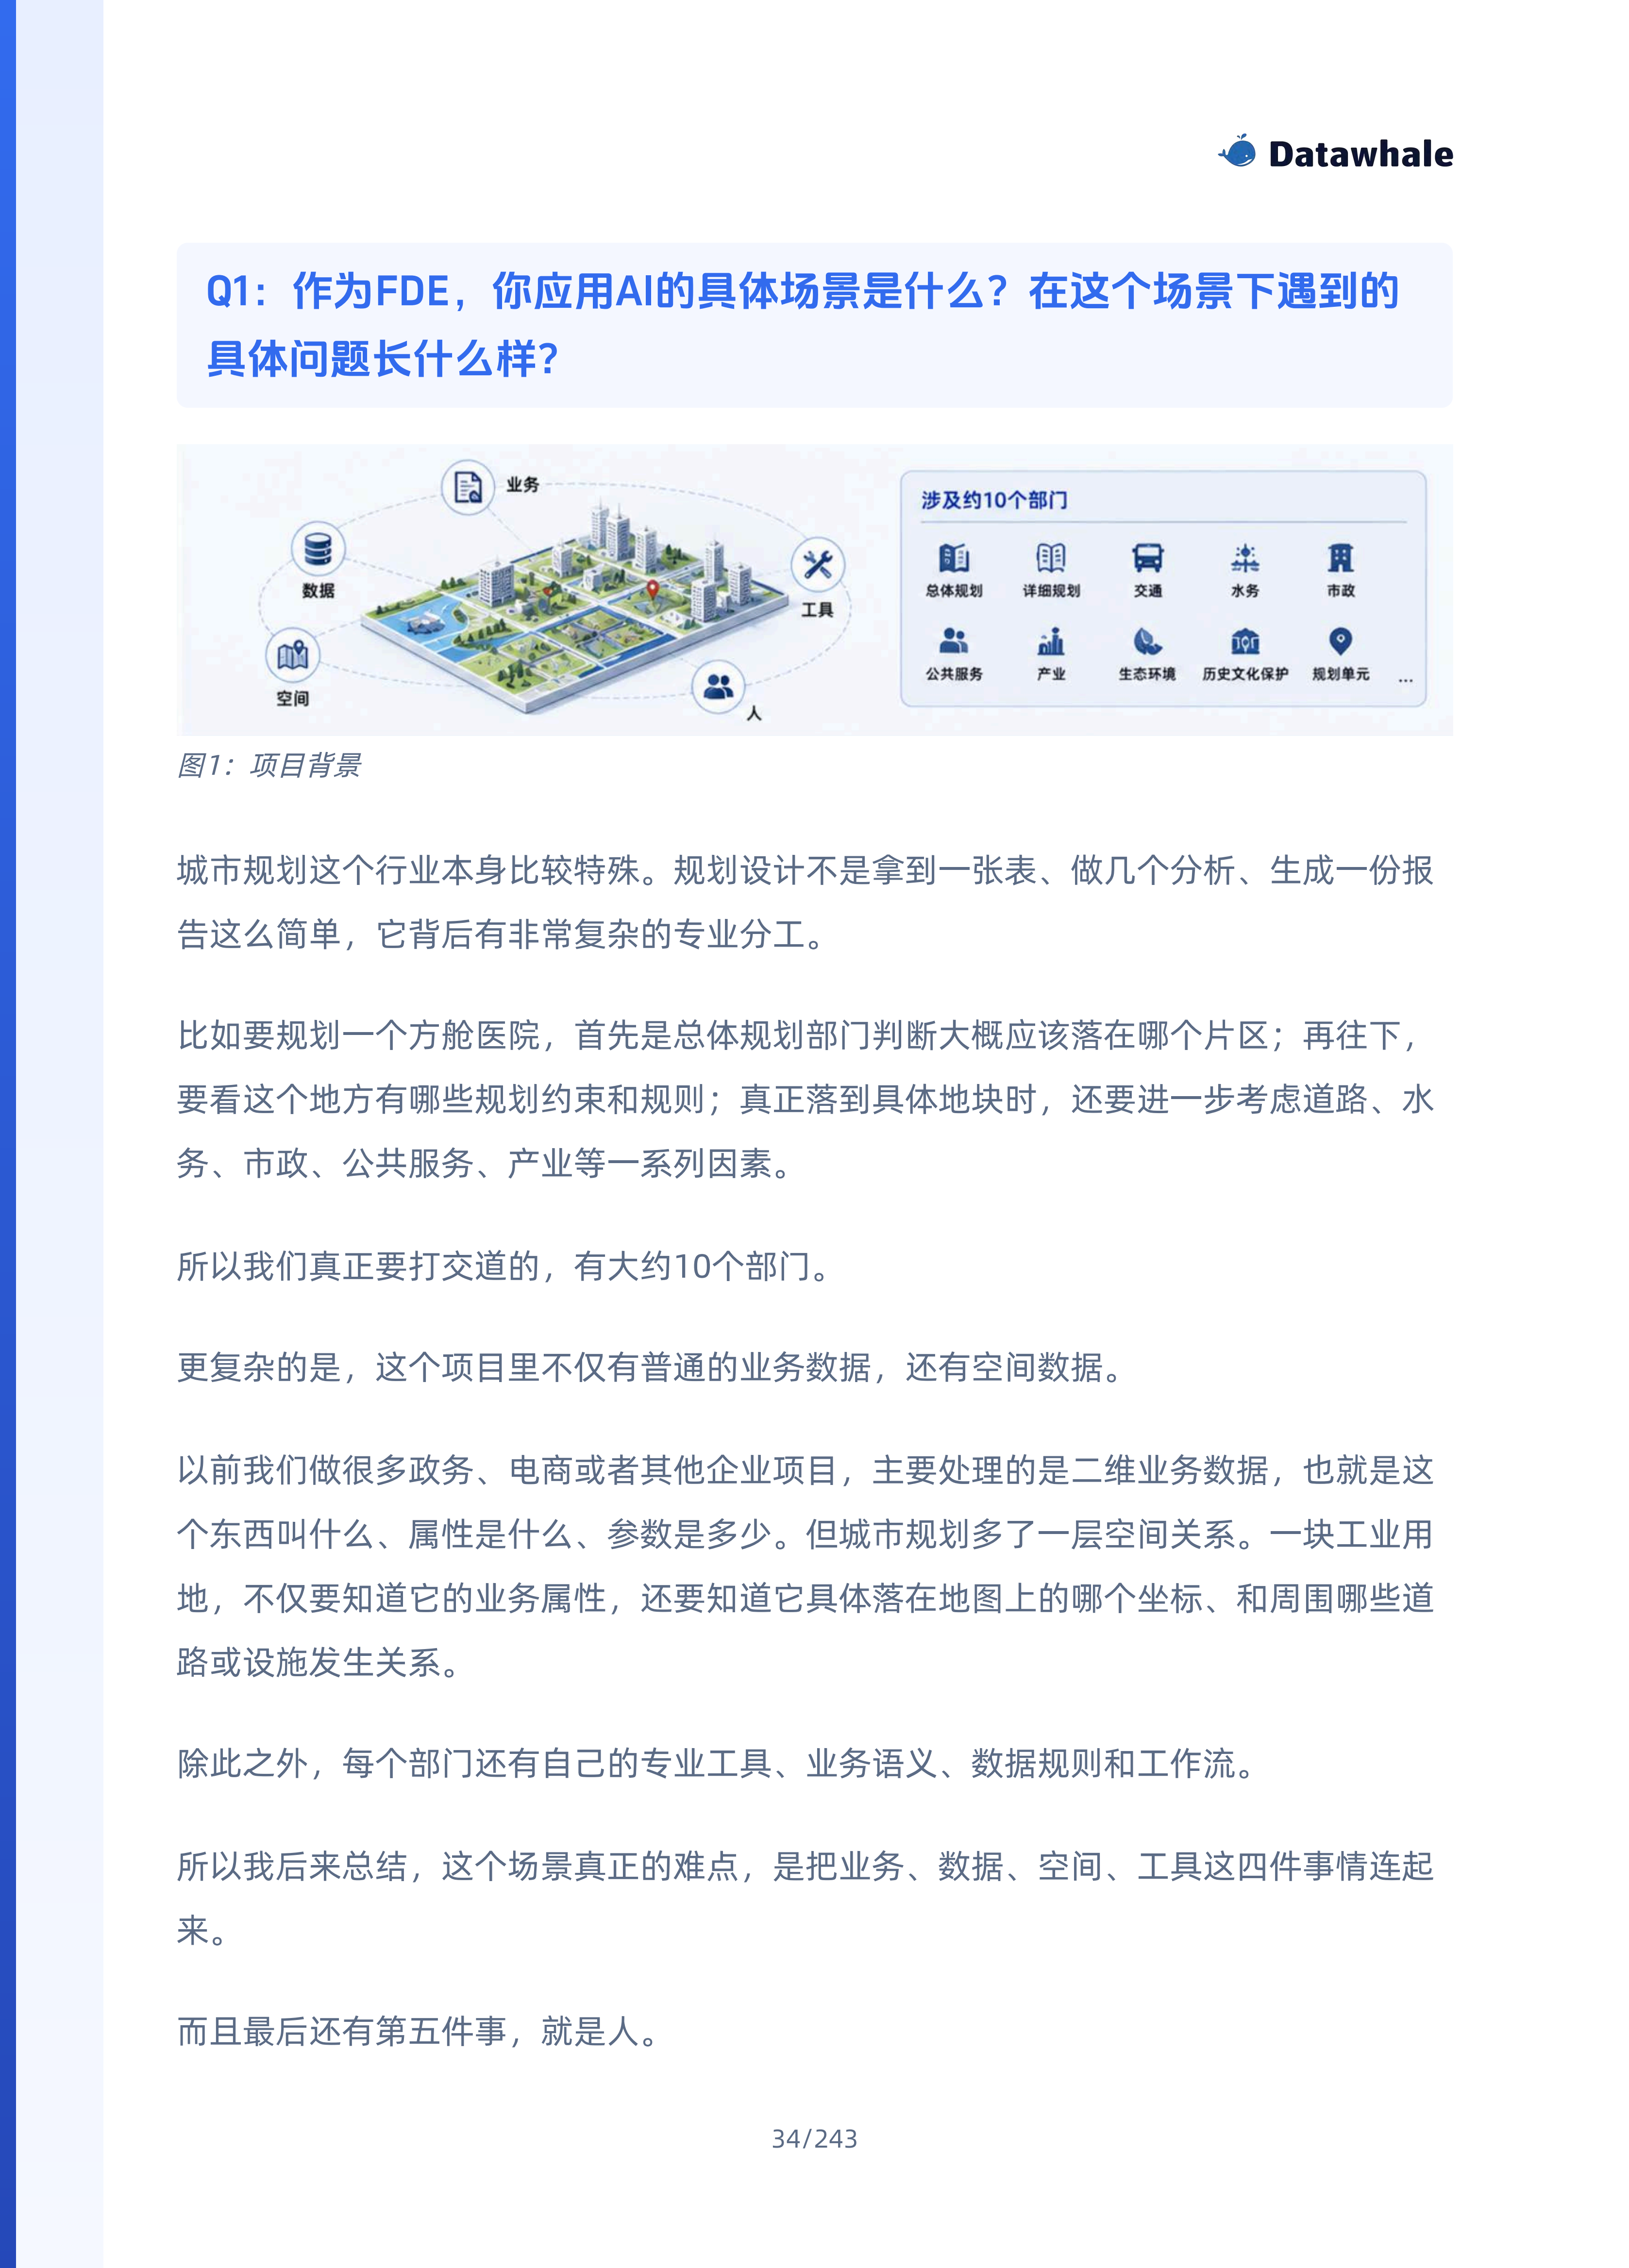 Datawhale
Q1：作为FDE，你应用AI的具体场景是什么？在这个场景下遇到的
具体问题长什么样？
业务
数据
工具
空间
人
涉及约10个部门
总体规划 详细规划 交通 水务 市政
公共服务 产业 生态环境 历史文化保护 规划单元 ...
图1：项目背景
城市规划这个行业本身比较特殊。规划设计不是拿到一张表、做几个分析、生成一份报
告这么简单，它背后有非常复杂的专业分工。
比如要规划一个方舱医院，首先是总体规划部门判断大概应该落在哪个片区；再往下，
要看这个地方有哪些规划约束和规则；真正落到具体地块时，还要进一步考虑道路、水
务、市政、公共服务、产业等一系列因素。
所以我们真正要打交道的，有大约10个部门。
更复杂的是，这个项目里不仅有普通的业务数据，还有空间数据。
以前我们做很多政务、电商或者其他企业项目，主要处理的是二维业务数据，也就是这
个东西叫什么、属性是什么、参数是多少。但城市规划多了一层空间关系。一块工业用
地，不仅要知道它的业务属性，还要知道它具体落在地图上的哪个坐标、和周围哪些道
路或设施发生关系。
除此之外，每个部门还有自己的专业工具、业务语义、数据规则和工作流。
所以我后来总结，这个场景真正的难点，是把业务、数据、空间、工具这四件事情连起
来。
而且最后还有第五件事，就是人。
34/243